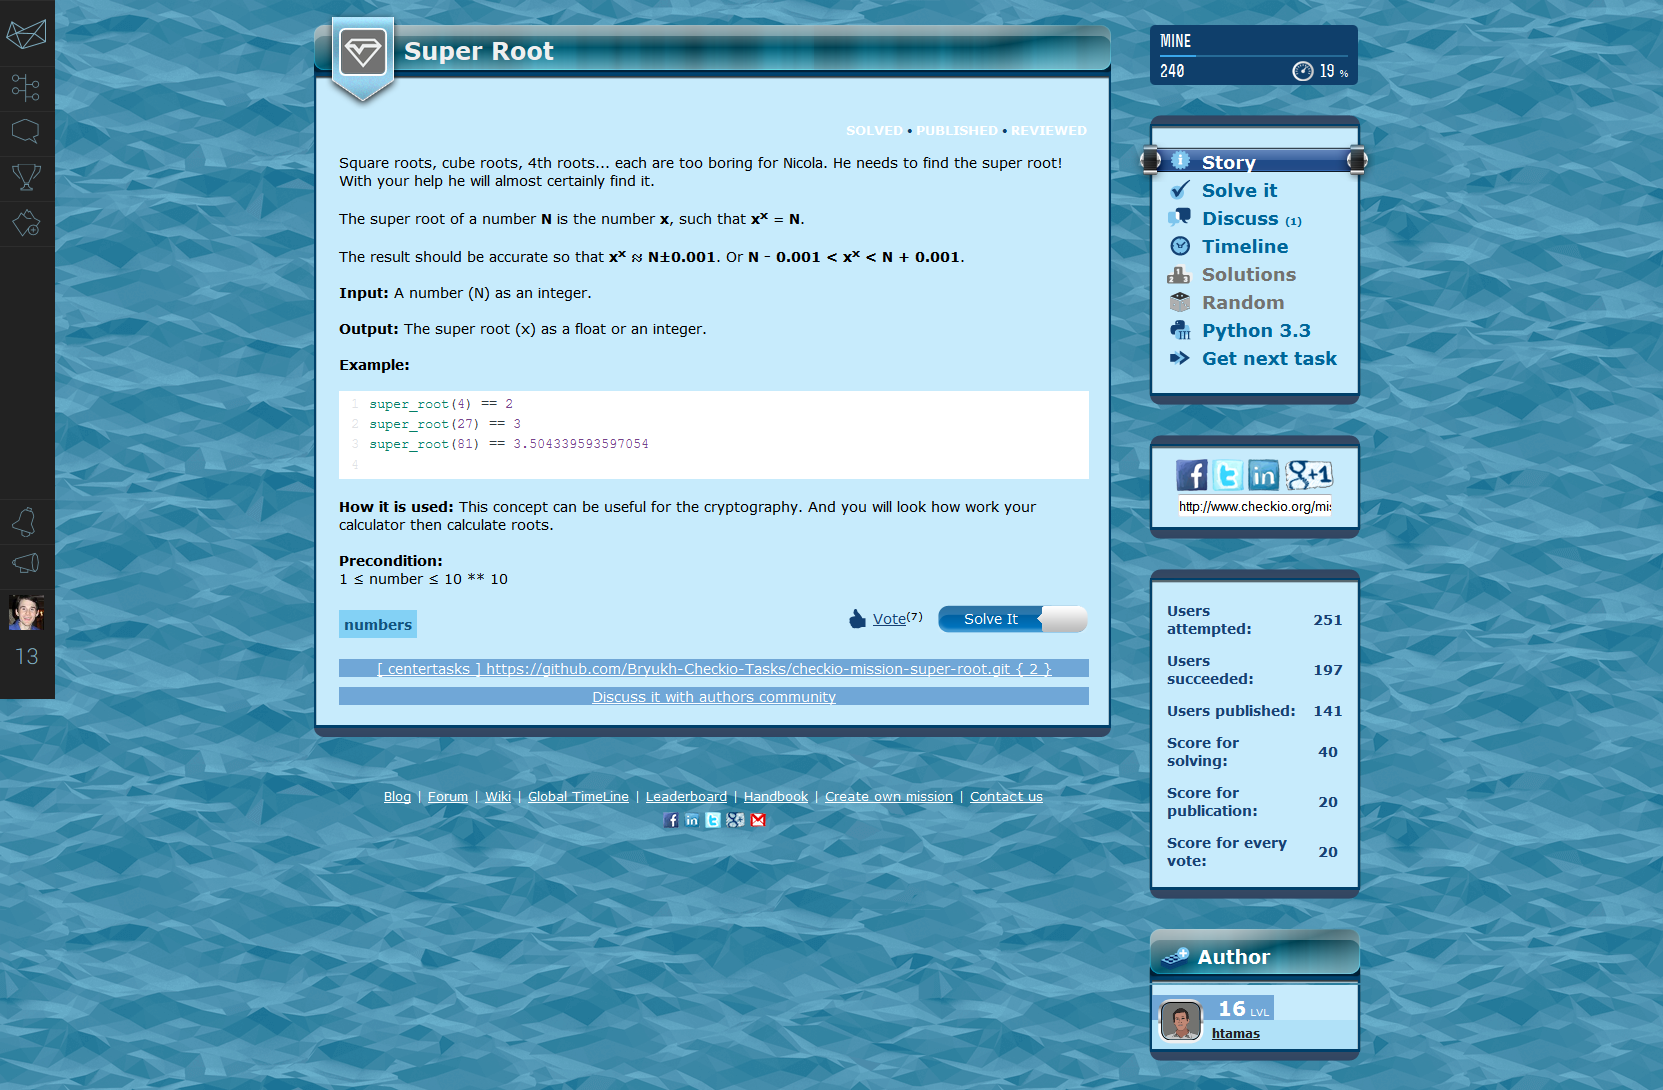 Super Root
SOLVED • PUBLISHED • REVIEWED
Square roots, cube roots, 4th roots... each are too boring for Nicola. He needs to find the super root!
With your help he will almost certainly find it.
The super root of a number N is the number x, such that xˣ = N.
The result should be accurate so that xˣ ≈ N±0.001. Or N - 0.001 < xˣ < N + 0.001.
Input: A number (N) as an integer.
Output: The super root (x) as a float or an integer.
Example:
1 super_root(4) == 2
2 super_root(27) == 3
3 super_root(81) == 3.504339593597054
4
How it is used: This concept can be useful for the cryptography. And you will look how work your
calculator then calculate roots.
Precondition:
1 ≤ number ≤ 10 ** 10
numbers
Vote(7)
Solve It
[ centertasks ] https://github.com/Bryukh-Checkio-Tasks/checkio-mission-super-root.git { 2 }
Discuss it with authors community
Blog | Forum | Wiki | Global TimeLine | Leaderboard | Handbook | Create own mission | Contact us
13
MINE
240 19 %
Story
Solve it
Discuss (1)
Timeline
Solutions
Random
Python 3.3
Get next task
http://www.checkio.org/mi
Users
attempted: 251
Users
succeeded: 197
Users published: 141
Score for
solving: 40
Score for
publication: 20
Score for every
vote: 20
Author
16 LVL
htamas